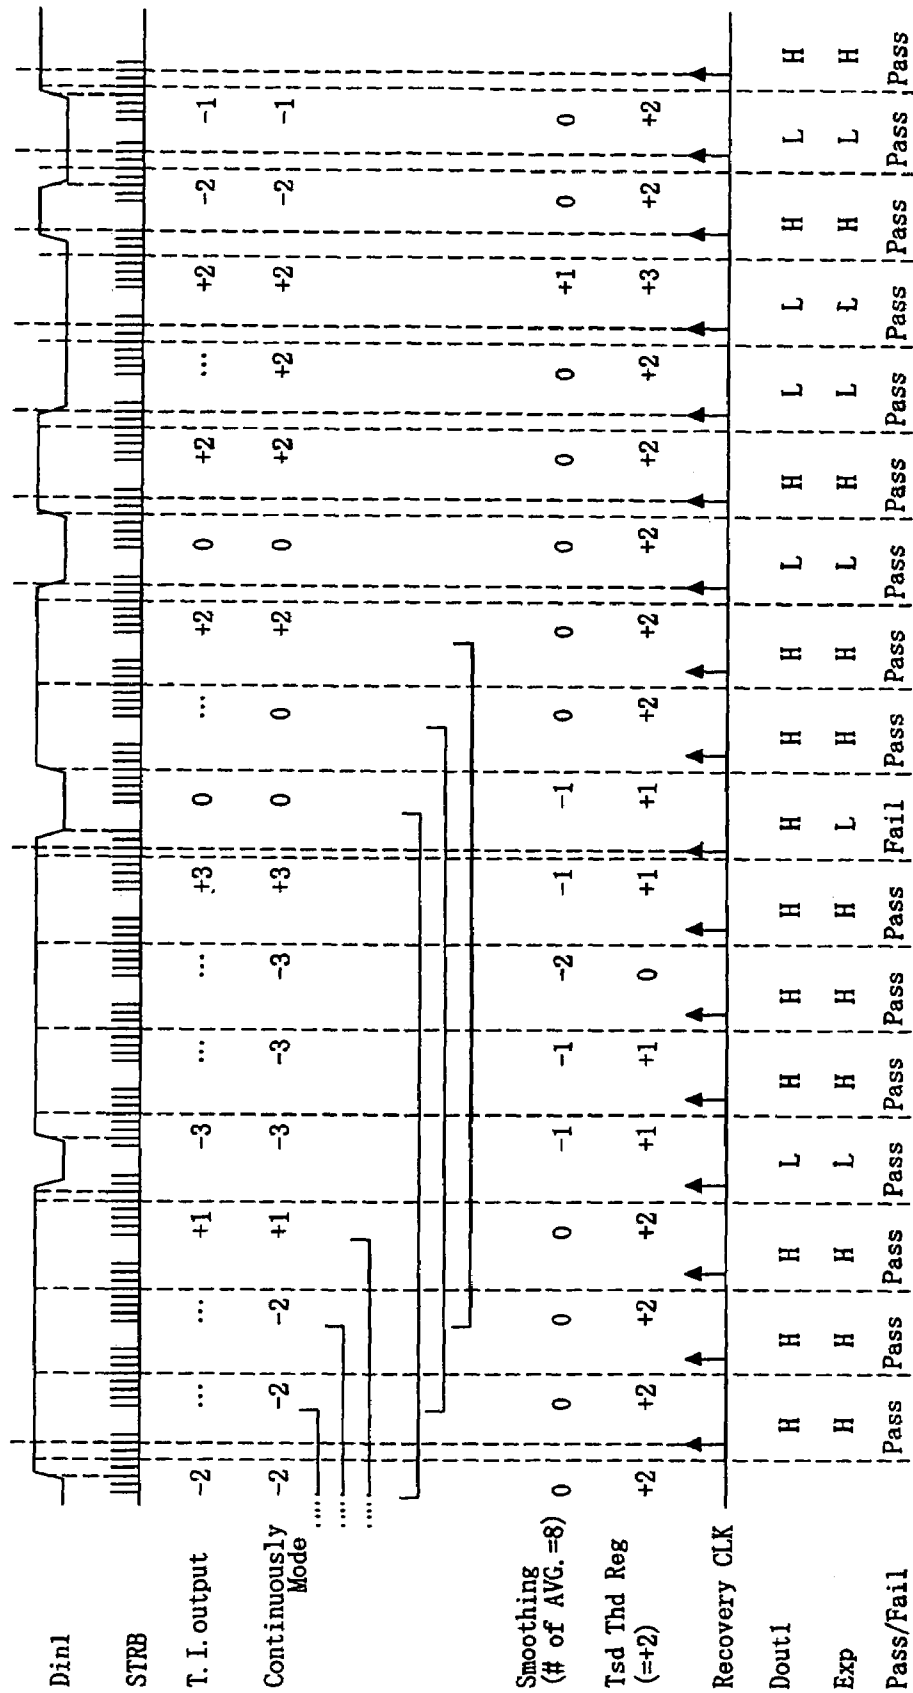 Din1
STRB
T.I.output -2 ... ... +1 -3 ... ... +3 0 ... +2 0 +2 ... +2 -2 -1
Continuously -2 -2 -2 +1 -3 -3 -3 +3 0 0 +2 0 +2 +2 +2 -2 -1
Mode
.....
.....
.....
Smoothing
(# of AVG.=8) 0 0 0 0 -1 -1 -2 -1 -1 0 0 0 0 0 +1 0 0
Tsd Thd Reg
(=+2) +2 +2 +2 +2 +1 +1 0 +1 +1 +2 +2 +2 +2 +2 +3 +2 +2
Recovery CLK
Dout1 H H H L H H H H H H L H L L H L H
Exp H H H L H H H L H H L H L L H L H
Pass/Fail Pass Pass Pass Pass Pass Pass Pass Fail Pass Pass Pass Pass Pass Pass Pass Pass Pass